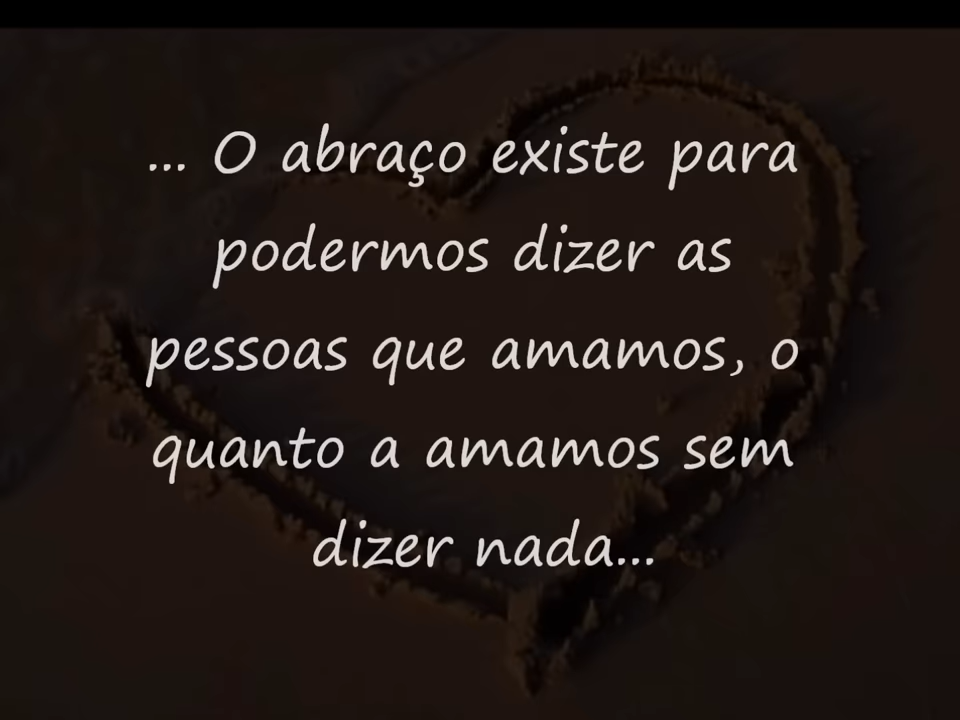 ... O abraço existe para
podermos dizer as
pessoas que amamos, o
quanto a amamos sem
dizer nada...